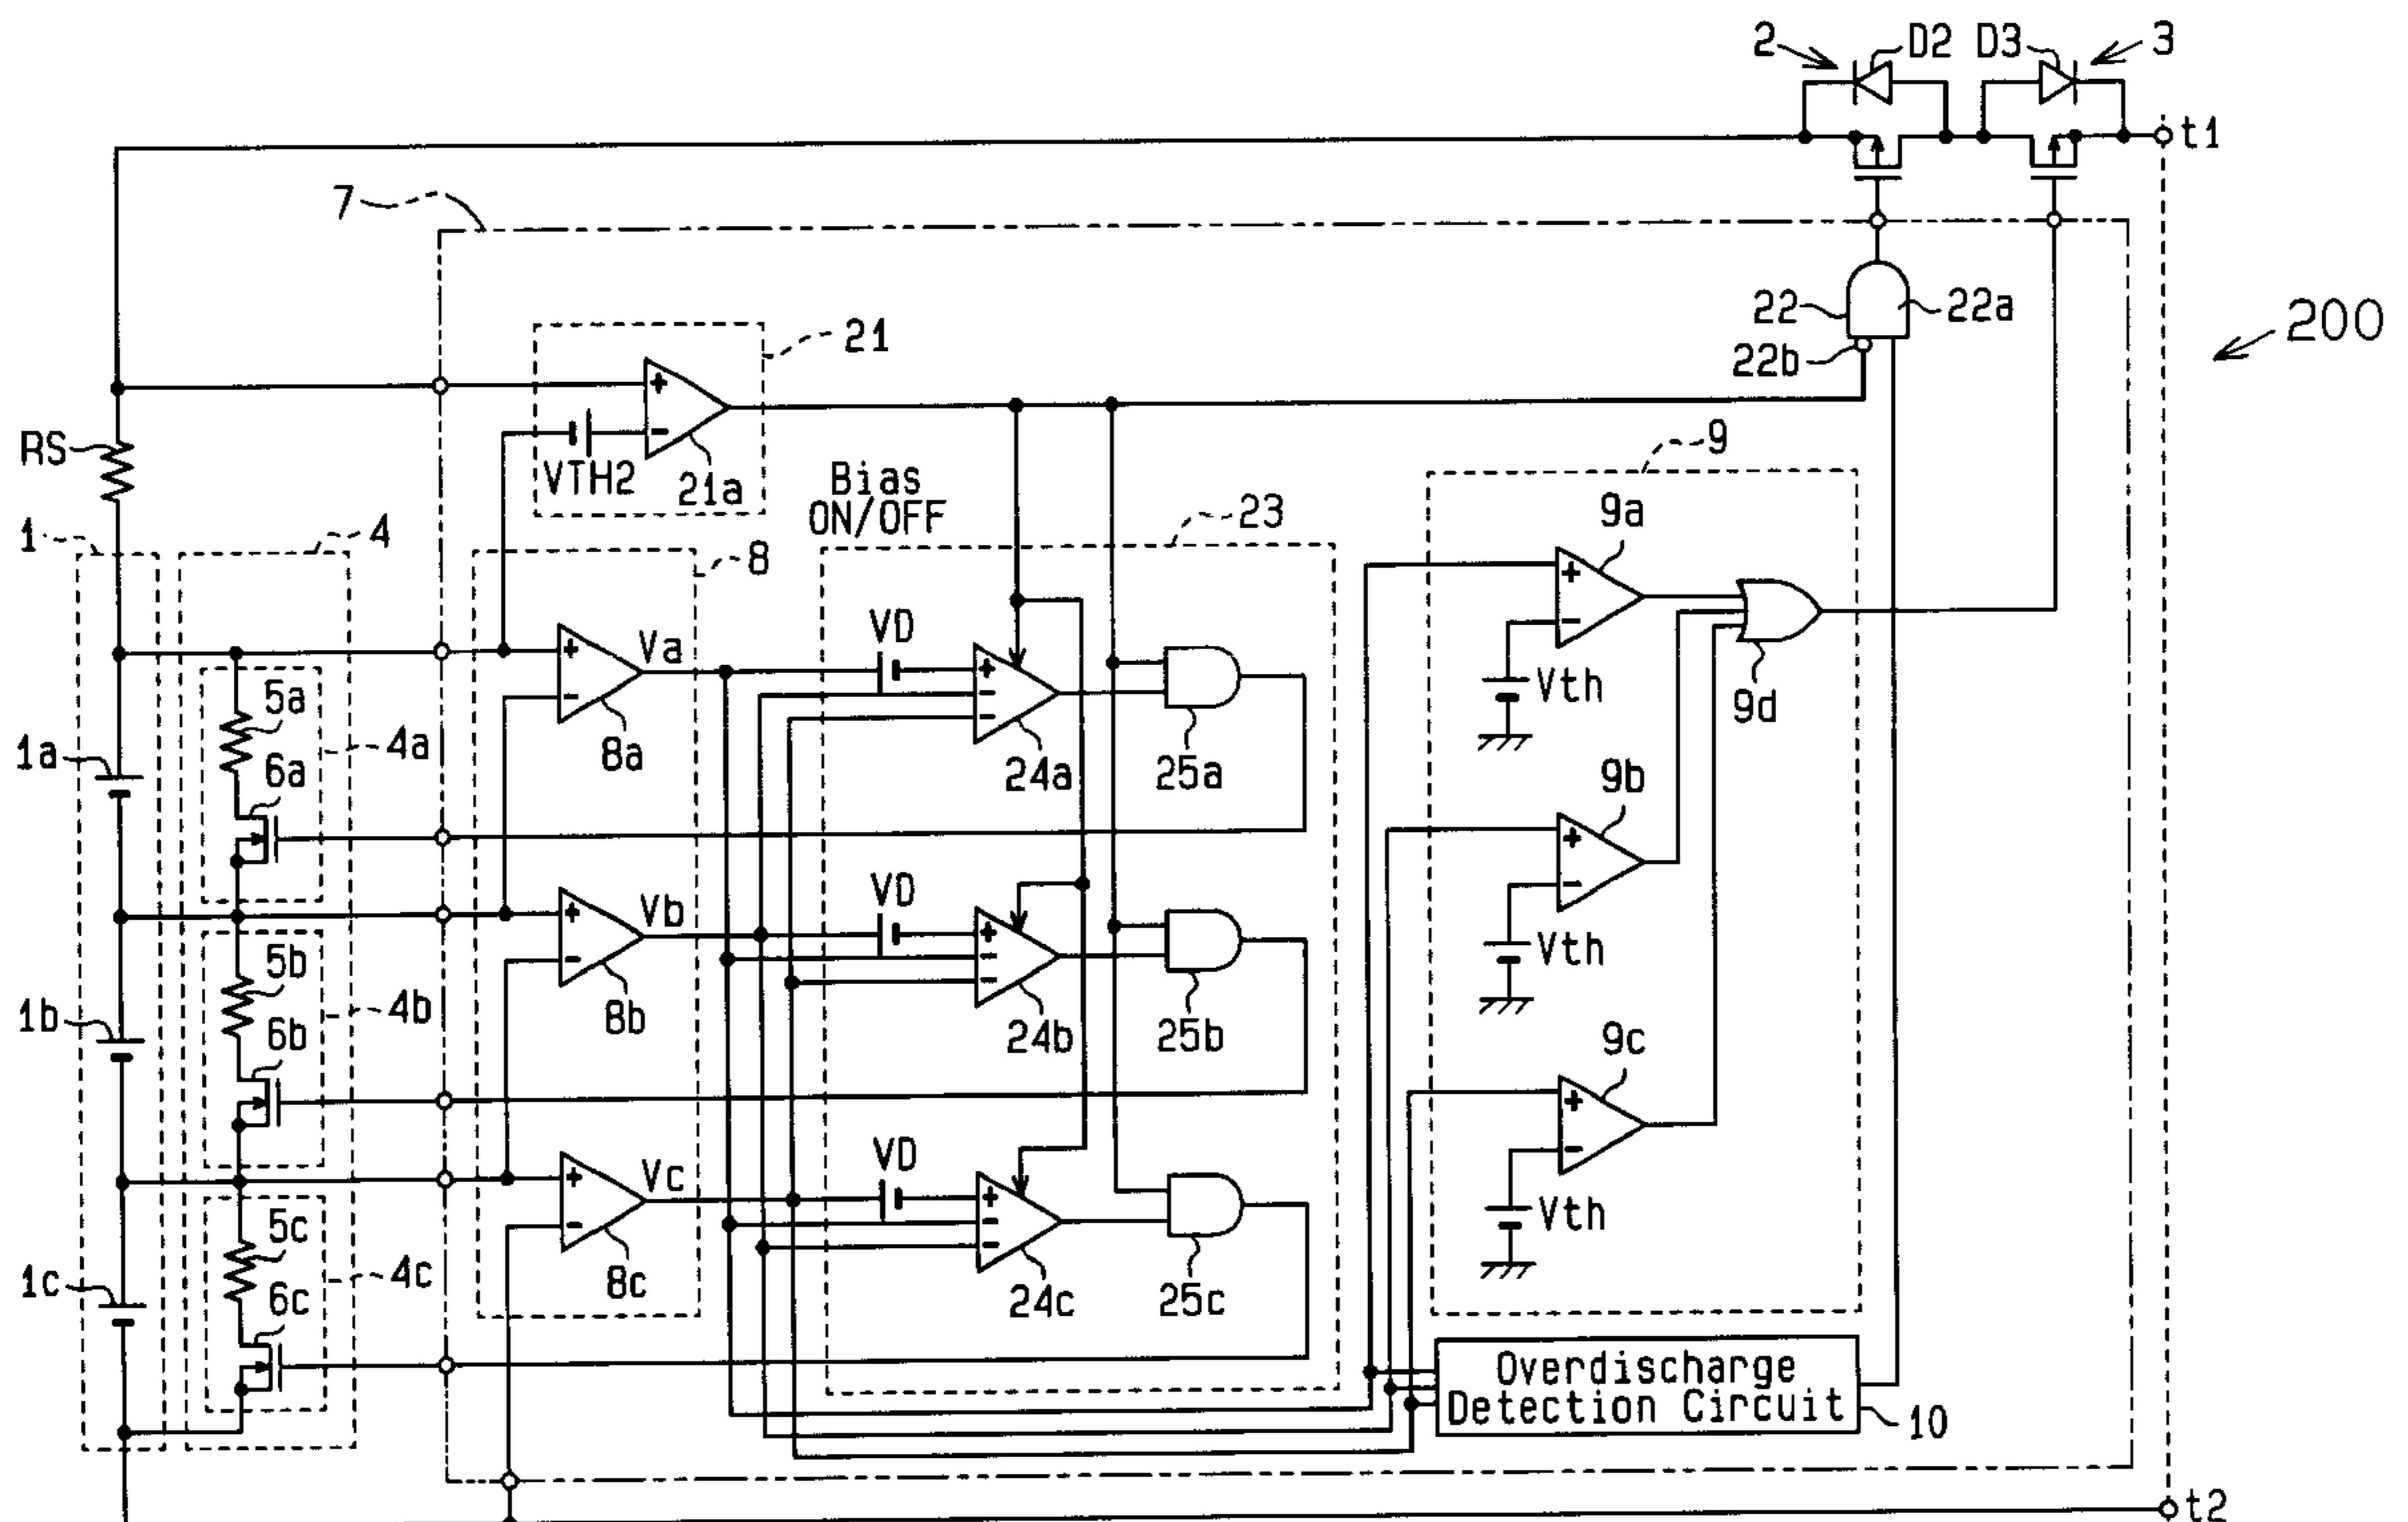 2
D2
D3
3
t1
7
22
22a
200
21
22b
RS
VTH2
21a
9
Bias
ON/OFF
23
9a
1
4
8
VD
Va
5a
Vth
9d
4a
8a
1a
6a
24a
25a
9b
VD
Vb
5b
Vth
1b
4b
8b
6b
24b
25b
9c
VD
Vc
5c
Vth
1c
4c
8c
6c
24c
25c
Overdischarge
Detection Circuit
10
t2